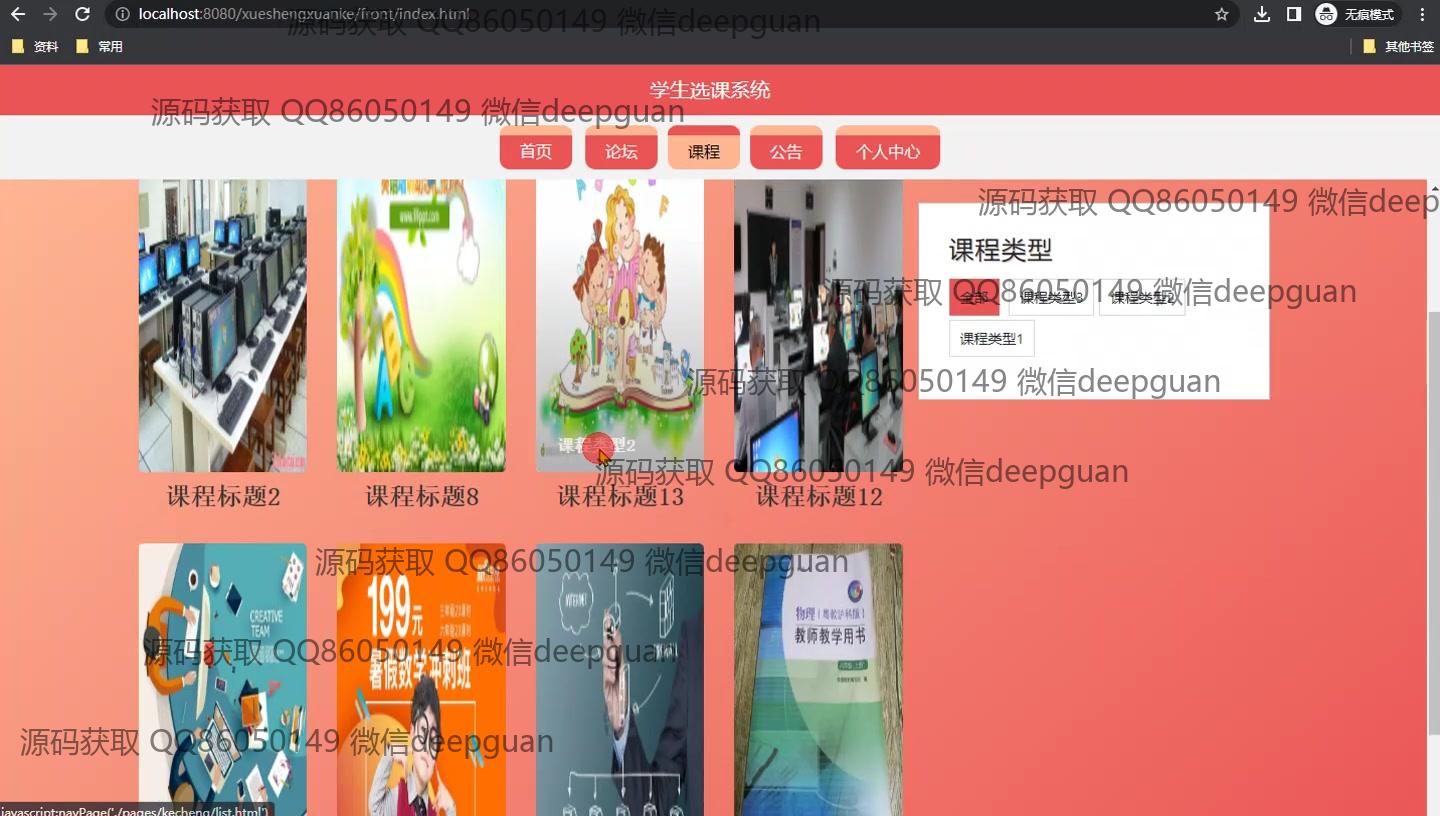 localhost:8080/xueshengxuanke/front/index.html
无痕模式
资料
常用
其他书签
源码获取 QQ86050149 微信deepguan
学生选课系统
源码获取 QQ86050149 微信deepguan
首页
论坛
课程
公告
个人中心
源码获取 QQ86050149 微信deep
课程类型
全部
课程类型3
课程类型2
源码获取 QQ86050149 微信deepguan
课程类型1
源码获取 QQ86050149 微信deepguan
课程类型2
源码获取 QQ86050149 微信deepguan
课程标题2
课程标题8
课程标题13
课程标题12
源码获取 QQ86050149 微信deepguan
CREATIVE
TEAM
199元
暑假数学冲刺班
INTERNET
物理(粤教沪科版)
教师教学用书
源码获取 QQ86050149 微信deepguan
源码获取 QQ86050149 微信deepguan
javascript:navPage('./pages/kecheng/list.html')